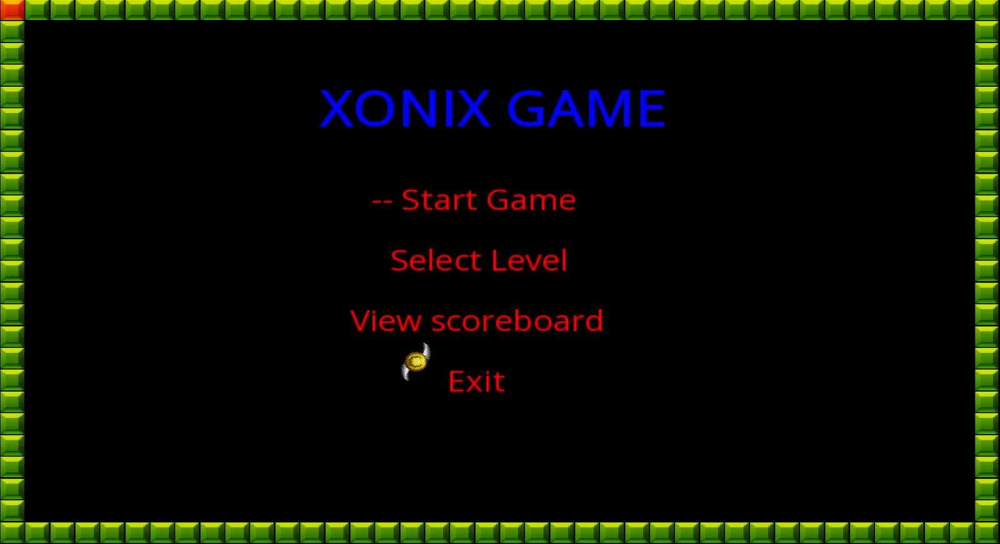 XONIX GAME
-- Start Game
Select Level
View scoreboard
Exit